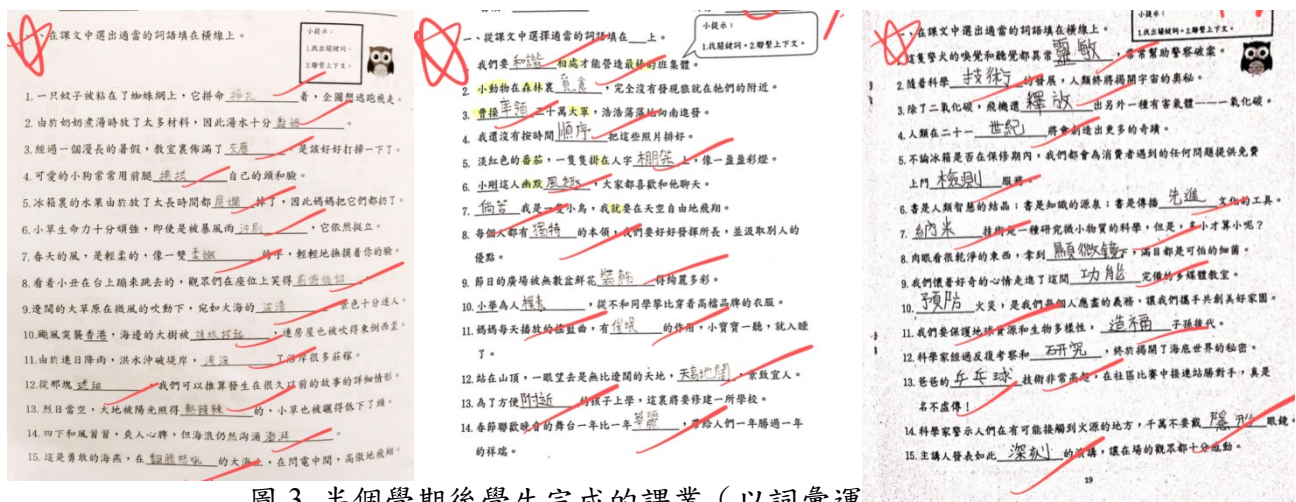 、在課文中選出適當的詞語填在橫線上。
小提示：
1.找出關鍵詞。
2.聯繫上下文。
1. 一只蚊子被粘在了蜘蛛網上，它拼命 掙扎 着，企圖想逃跑飛走。
2. 由於奶奶煮湯時放了太多材料，因此湯水十分
3. 經過一個漫長的暑假，教室裏佈滿了 灰塵 ，是該好好打掃一下了。
4. 可愛的小狗常常用前腿 自己的頭和臉。
5. 冰箱裏的水果由於放了太長時間都 腐爛 掉了，因此媽媽把它們都扔了。
6. 小草生命力十分頑強，即使是被暴風雨 沖刷 ，它依然挺立。
7. 春天的風，是輕柔的，像一雙 柔嫩 的手，輕輕地撫摸着你的臉。
8. 看着小丑在台上蹦來跳去的，觀眾們在座位上笑得 前俯後仰 。
9. 遼闊的大草原在微風的吹動下，宛如大海的 波濤 ，景色十分迷人。
10. 颱風突襲香港，海邊的大樹被 ，連房屋也被吹得東倒西歪。
11. 由於連日降雨，洪水沖破堤岸， 淹沒 了沿岸很多莊稼。
12. 從那塊 琥珀 ，我們可以推算發生在很久以前的故事的詳細情形。
13. 烈日當空，大地被陽光照得 熱辣辣 的，小草也被曬得低下了頭。
14. 四下和風習習，爽人心脾，但海浪仍然洶涌 澎湃 。
15. 這是勇敢的海燕，在 的大海上，在閃電中間，高傲地飛翔。
一、從課文中選擇適當的詞語填在___上。
小提示：
1.找關鍵詞。2.聯繫上下文。
我們要 和諧 相處才能營造最終的班集體。
2. 小動物在森林裏 覓食 ，完全沒有發現狼就在牠們的附近。
3. 曹操 率領 二十萬大軍，浩浩蕩蕩地向南進發。
4. 我還沒有按時間 順序 把這些照片排好。
5. 淡紅色的番茄，一隻隻掛在人字 棚架 上，像一盞盞彩燈。
6. 小剛這人幽默 風趣 ，大家都喜歡和他聊天。
7. 倘若 我是一隻小鳥，我就要在天空自由地飛翔。
8. 每個人都有 獨特 的本領，我們要好好發揮所長，並汲取別人的
優點。
9. 節日的廣場被無數盆鮮花 裝飾 得絢麗多彩。
10. 小華為人 樸素 ，從不和同學攀比穿着高檔品牌的衣服。
11. 媽媽每天播放的搖籃曲，有 催眠 的作用，小寶寶一聽，就入睡
了。
12. 站在山頂，一眼望去是無比遼闊的天地， 天高地闊 ，景致宜人。
13. 為了方便 附近 的孩子上學，這裏將要修建一所學校。
14. 春節聯歡晚會的舞台一年比一年 華麗 ，帶給人們一年勝過一年
的祥瑞。
小提示：
1.找出關鍵詞。2.聯繫上下文。
一、在課文中選出適當的詞語填在橫線上。
這隻警犬的嗅覺和聽覺都異常 靈敏 ，常常幫助警察破案。
2. 隨着科學 技術 的發展，人類終將揭開宇宙的奧秘。
3. 除了二氧化碳，飛機還 釋放 出另外一種有害氣體——一氧化碳。
4. 人類在二十一 世紀 將會創造出更多的奇蹟。
5. 不論冰箱是否在保修期內，我們都會為消費者遇到的任何問題提供免費
上門 檢測 服務。
6. 書是人類智慧的結晶；書是知識的源泉；書是傳播 先進 文化的工具。
7. 納米 技術是一種研究微小物質的科學，但是，多小才算小呢？
8. 肉眼看很乾淨的東西，拿到 顯微鏡 下，滿目都是可怕的細菌。
9. 我們懷着好奇的心情走進了這間 功能 完備的多媒體教室。
10. 預防 火災，是我們每個人應盡的義務，讓我們攜手共創美好家園。
11. 我們要保護地球資源和生物多樣性， 造福 子孫後代。
12. 科學家經過反復考察和 研究 ，終於揭開了海底世界的秘密。
13. 爸爸的 乒乓球 技術非常高超，在社區比賽中接連戰勝對手，真是
名不虛傳！
14. 科學家警示人們在有可能接觸到火源的地方，千萬不要戴 隱形 眼鏡。
15. 主講人發表如此 深刻 的演講，讓在場的觀眾都十分感動。
19
圖 3 半個學期後學生完成的課業（以詞彙運